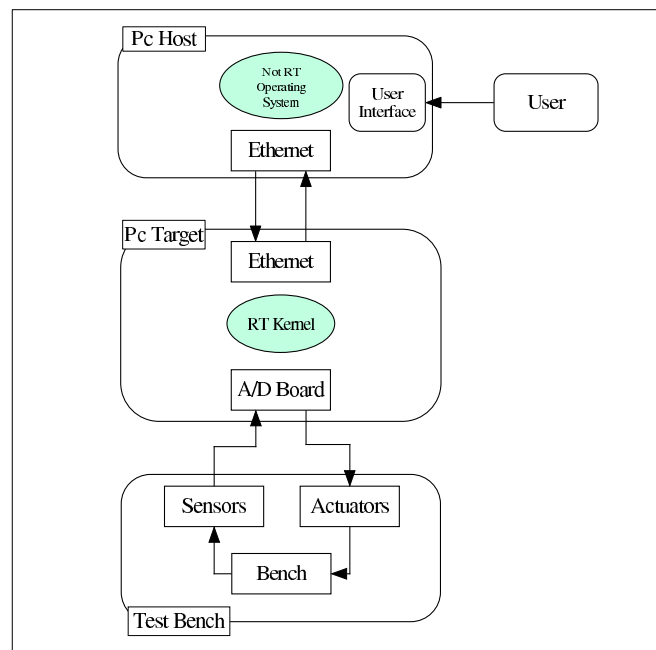 Pc Host
Not RT
Operating
System
User
Interface
User
Ethernet
Pc Target
Ethernet
RT Kernel
A/D Board
Sensors
Actuators
Bench
Test Bench